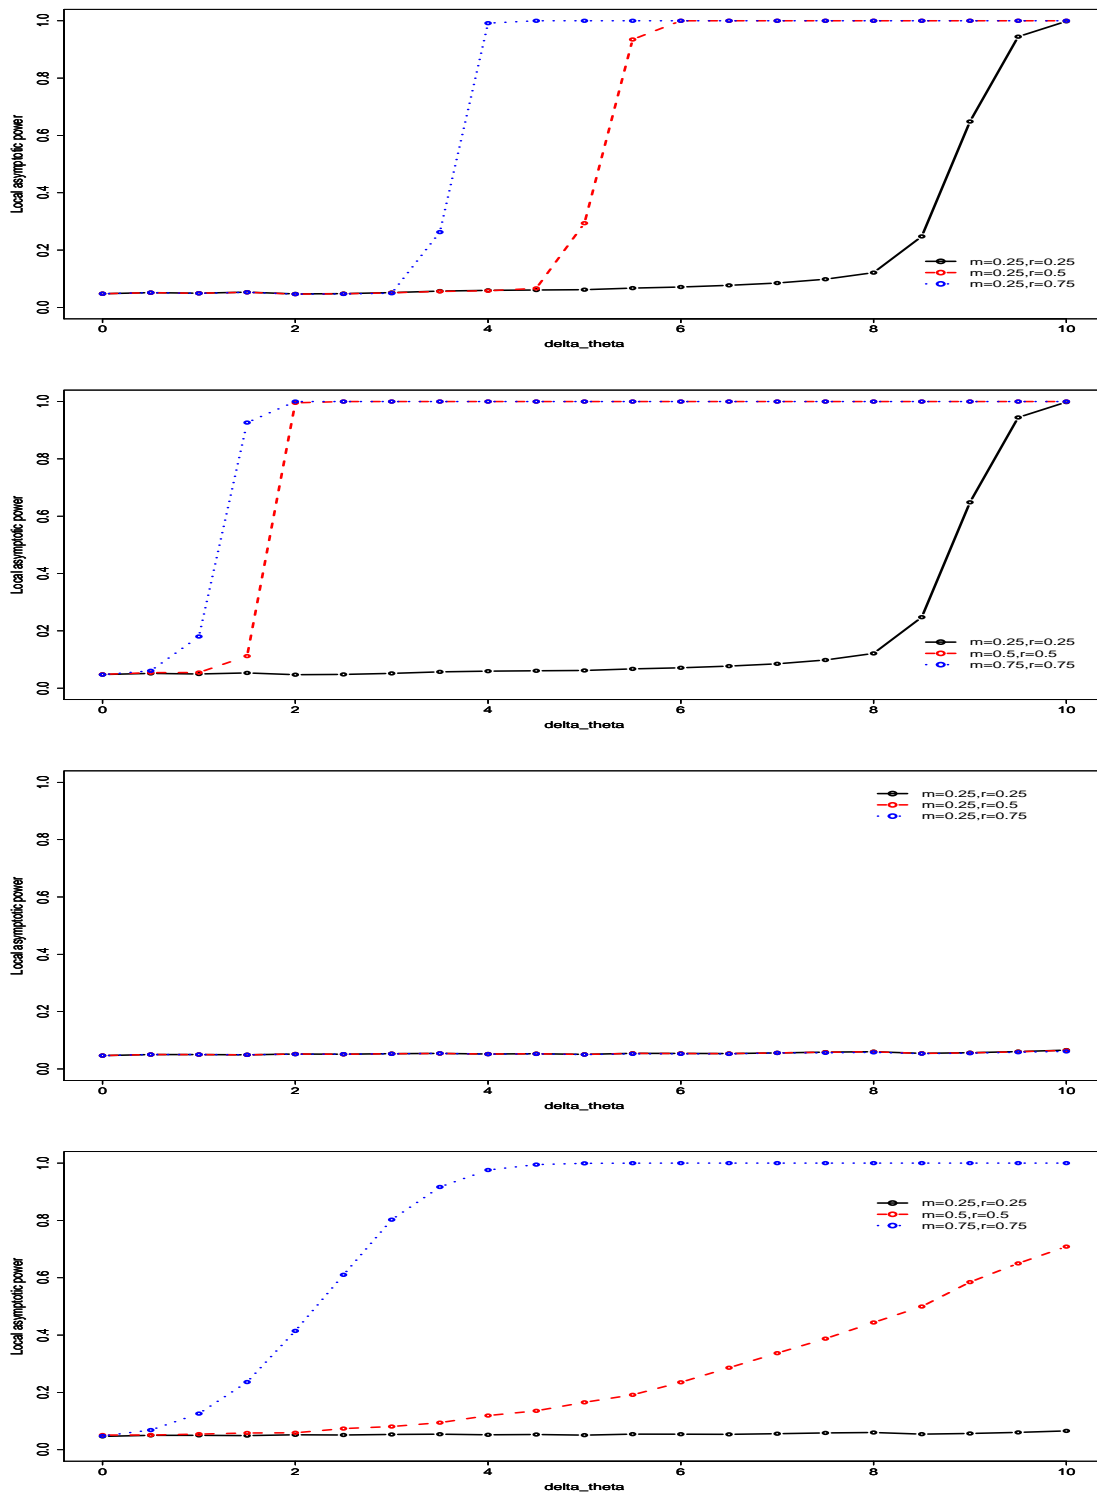 1.0
0.8
0.6
0.4
0.2
0.0
Local asymptotic power
m=0.25,r=0.25
m=0.25,r=0.5
m=0.25,r=0.75
0 2 4 6 8 10
delta_theta
1.0
0.8
0.6
0.4
0.2
0.0
Local asymptotic power
m=0.25,r=0.25
m=0.5,r=0.5
m=0.75,r=0.75
0 2 4 6 8 10
delta_theta
1.0
0.8
0.6
0.4
0.2
0.0
Local asymptotic power
m=0.25,r=0.25
m=0.25,r=0.5
m=0.25,r=0.75
0 2 4 6 8 10
delta_theta
1.0
0.8
0.6
0.4
0.2
0.0
Local asymptotic power
m=0.25,r=0.25
m=0.5,r=0.5
m=0.75,r=0.75
0 2 4 6 8 10
delta_theta